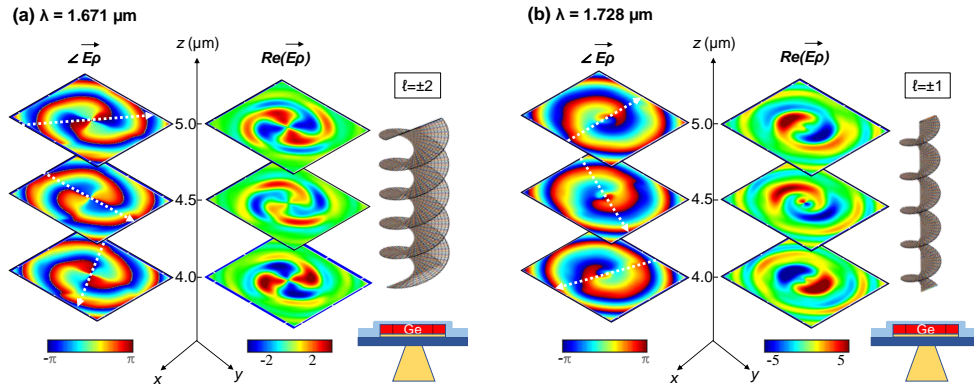 (a) λ = 1.671 μm
z (μm)
∠ Eρ
Re(Eρ)
ℓ=±2
5.0
4.5
4.0
Ge
-π
π
-2
2
x
y
(b) λ = 1.728 μm
z (μm)
∠ Eρ
Re(Eρ)
ℓ=±1
5.0
4.5
4.0
Ge
-π
π
-5
5
x
y